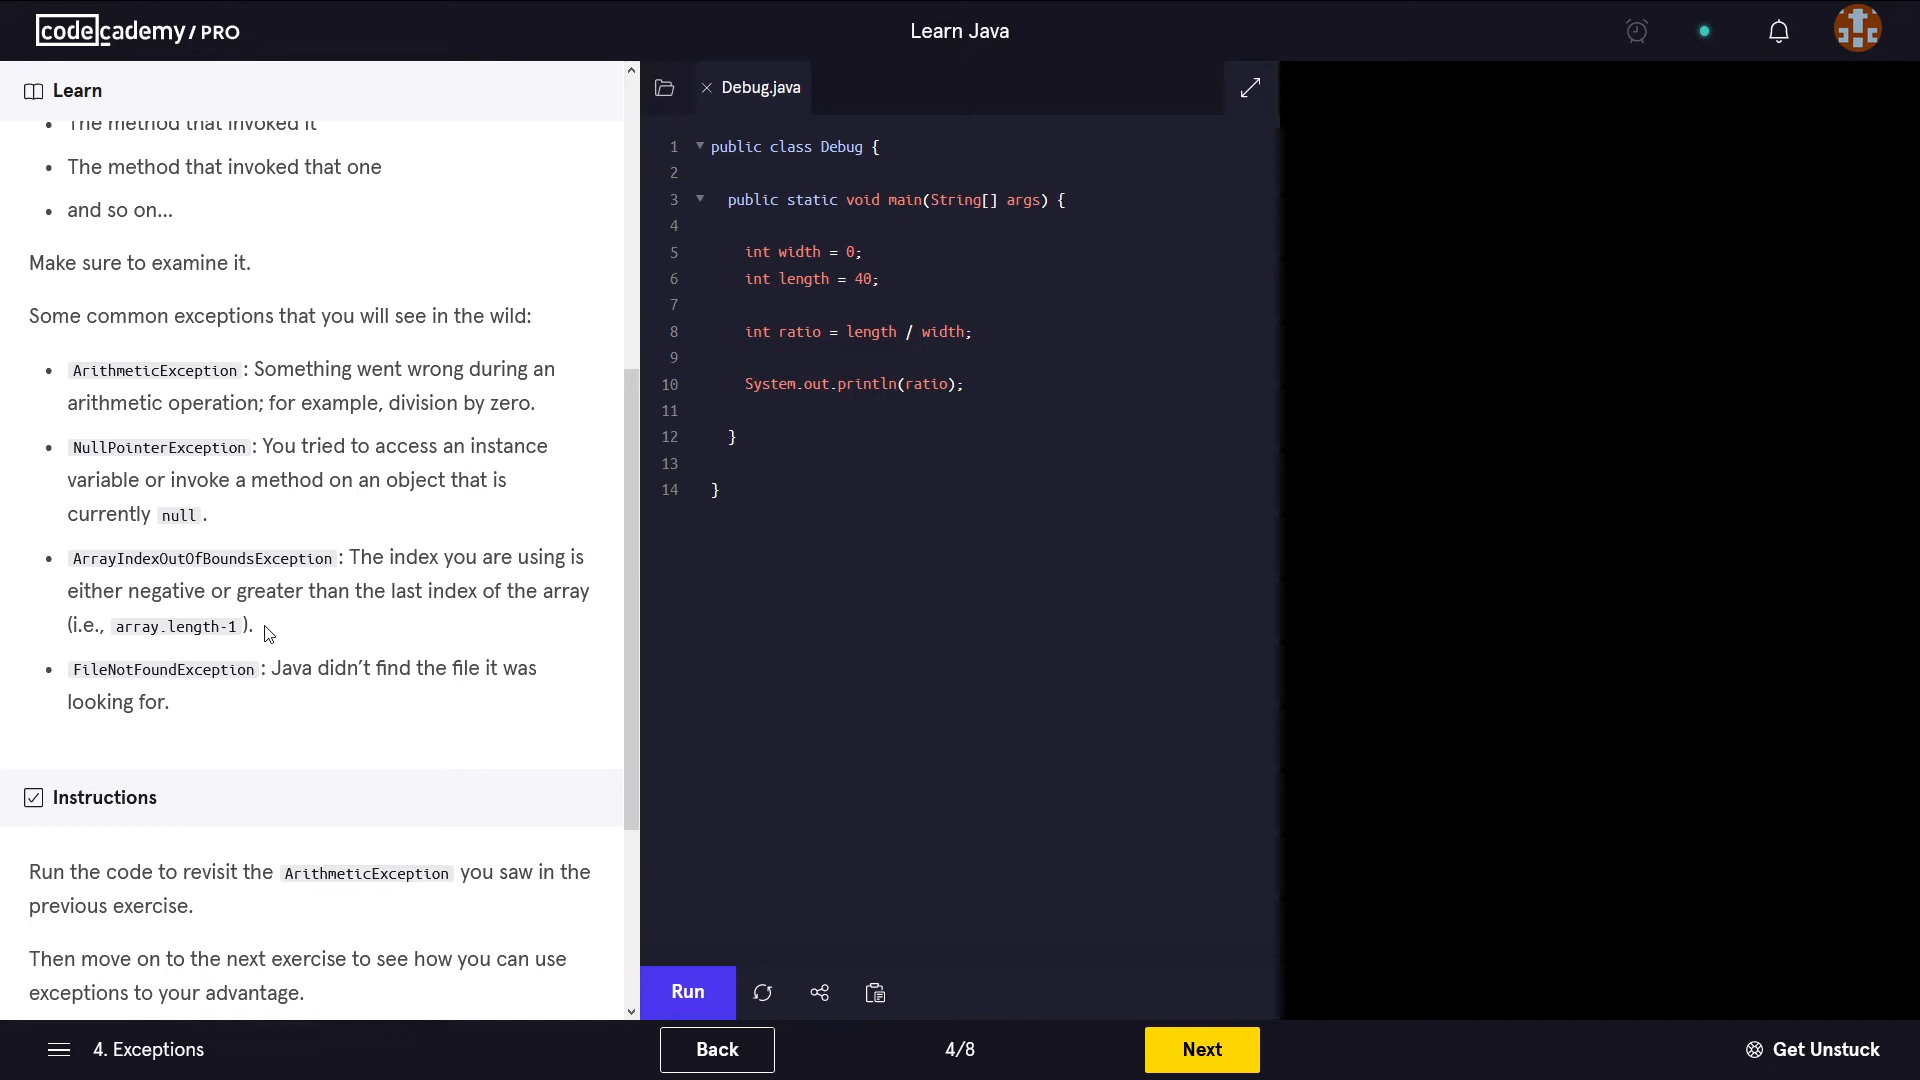 codecademy/PRO
Learn Java
Learn
Debug.java
The method that invoked it
The method that invoked that one
and so on...
Make sure to examine it.
Some common exceptions that you will see in the wild:
ArithmeticException: Something went wrong during an
arithmetic operation; for example, division by zero.
NullPointerException: You tried to access an instance
variable or invoke a method on an object that is
currently null.
ArrayIndexOutOfBoundsException: The index you are using is
either negative or greater than the last index of the array
(i.e., array.length-1).
FileNotFoundException: Java didn't find the file it was
looking for.
Instructions
Run the code to revisit the ArithmeticException you saw in the
previous exercise.
Then move on to the next exercise to see how you can use
exceptions to your advantage.
1 public class Debug {
2
3 public static void main(String[] args) {
4
5 int width = 0;
6 int length = 40;
7
8 int ratio = length / width;
9
10 System.out.println(ratio);
11
12 }
13
14 }
Run
4. Exceptions
Back
4/8
Next
Get Unstuck